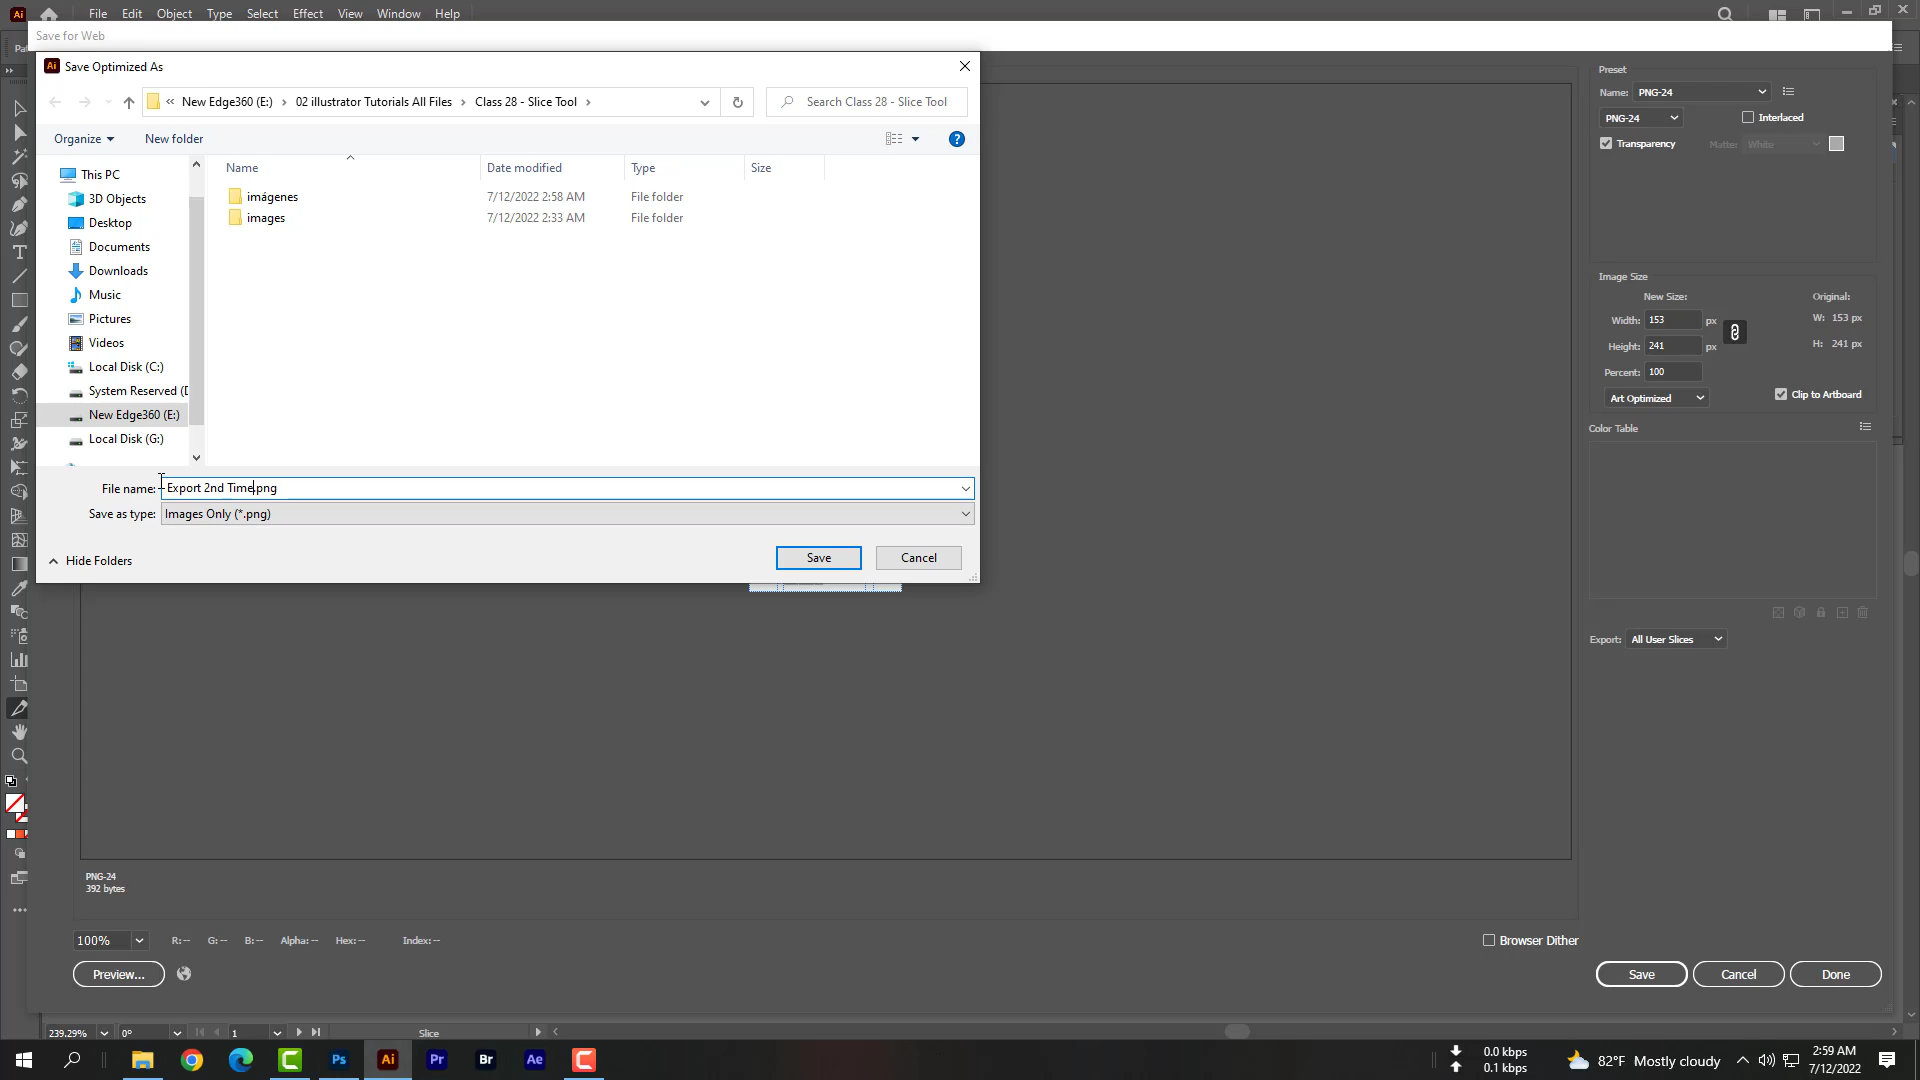 Ai File Edit Object Type Select Effect View Window Help
Save for Web
Ai Save Optimized As
« New Edge360 (E:) › 02 illustrator Tutorials All Files › Class 28 - Slice Tool › Search Class 28 - Slice Tool
Organize New folder ?
Name Date modified Type Size
This PC
3D Objects
Desktop
Documents
Downloads
Music
Pictures
Videos
Local Disk (C:)
System Reserved (D
New Edge360 (E:)
Local Disk (G:)
imágenes 7/12/2022 2:58 AM File folder
images 7/12/2022 2:33 AM File folder
File name: Export 2nd Time.png
Save as type: Images Only (*.png)
Hide Folders Save Cancel
Preset
Name: PNG-24
PNG-24 Interlaced
Transparency Matte: White
Image Size
New Size: Original:
Width: 153 px W: 153 px
Height: 241 px H: 241 px
Percent: 100
Art Optimized Clip to Artboard
Color Table
Export: All User Slices
PNG-24
392 bytes
100% R: -- G: -- B: -- Alpha: -- Hex: -- Index: -- Browser Dither
Preview... Save Cancel Done
239.29% 0° 1 Slice
Ps Ai Pr Br Ae
0.0 kbps
0.1 kbps
82°F Mostly cloudy
2:59 AM
7/12/2022